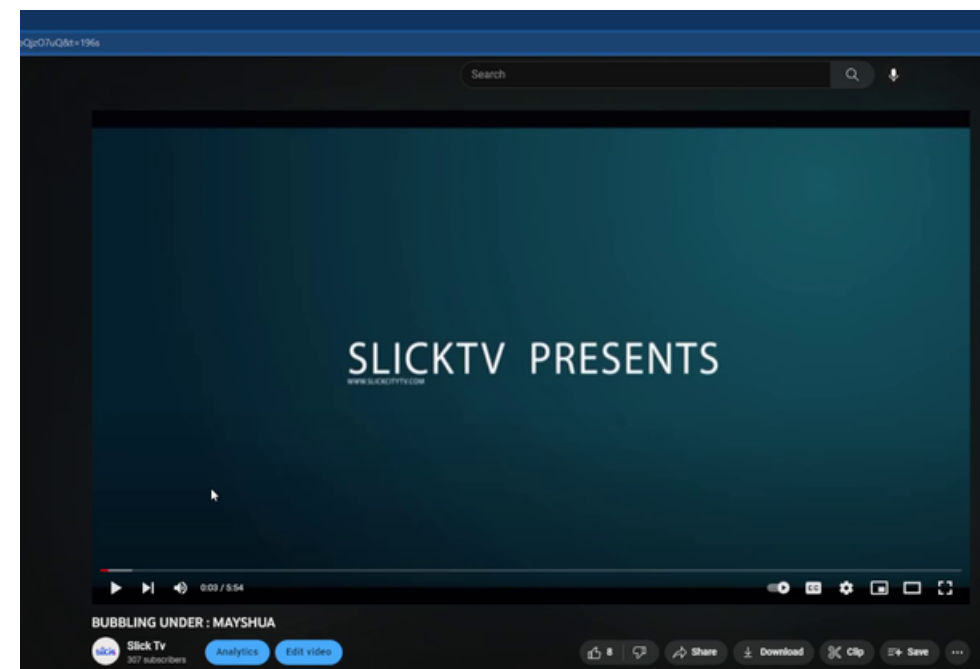 Search
SLICKTV PRESENTS
WWW.SLICKCITYTV.COM
0:03 / 5:54
CC
BUBBLING UNDER : MAYSHUA
Slick Tv
307 subscribers
Analytics
Edit video
8
Share
Download
Clip
Save